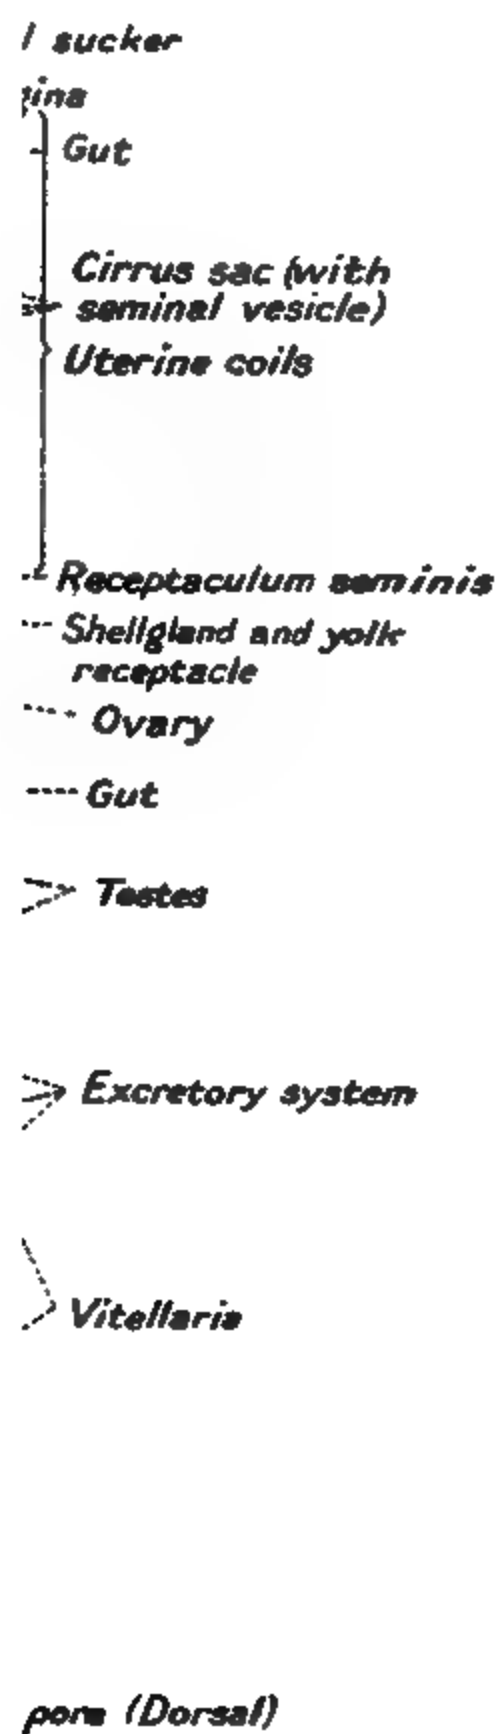 l sucker
ina
Gut
Cirrus sac (with
seminal vesicle)
Uterine coils
Receptaculum seminis
Shellgland and yolk
receptacle
Ovary
Gut
Testes
Excretory system
Vitellaria
pore (Dorsal)